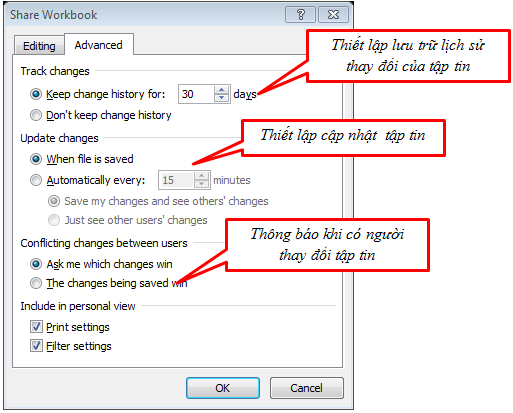 Share Workbook
Editing
Advanced
Track changes
Keep change history for: 30 days
Don't keep change history
Update changes
When file is saved
Automatically every: 15 minutes
Save my changes and see others' changes
Just see other users' changes
Conflicting changes between users
Ask me which changes win
The changes being saved win
Include in personal view
Print settings
Filter settings
OK
Cancel
Thiết lập lưu trữ lịch sử
thay đổi của tập tin
Thiết lập cập nhật tập tin
Thông báo khi có người
thay đổi tập tin